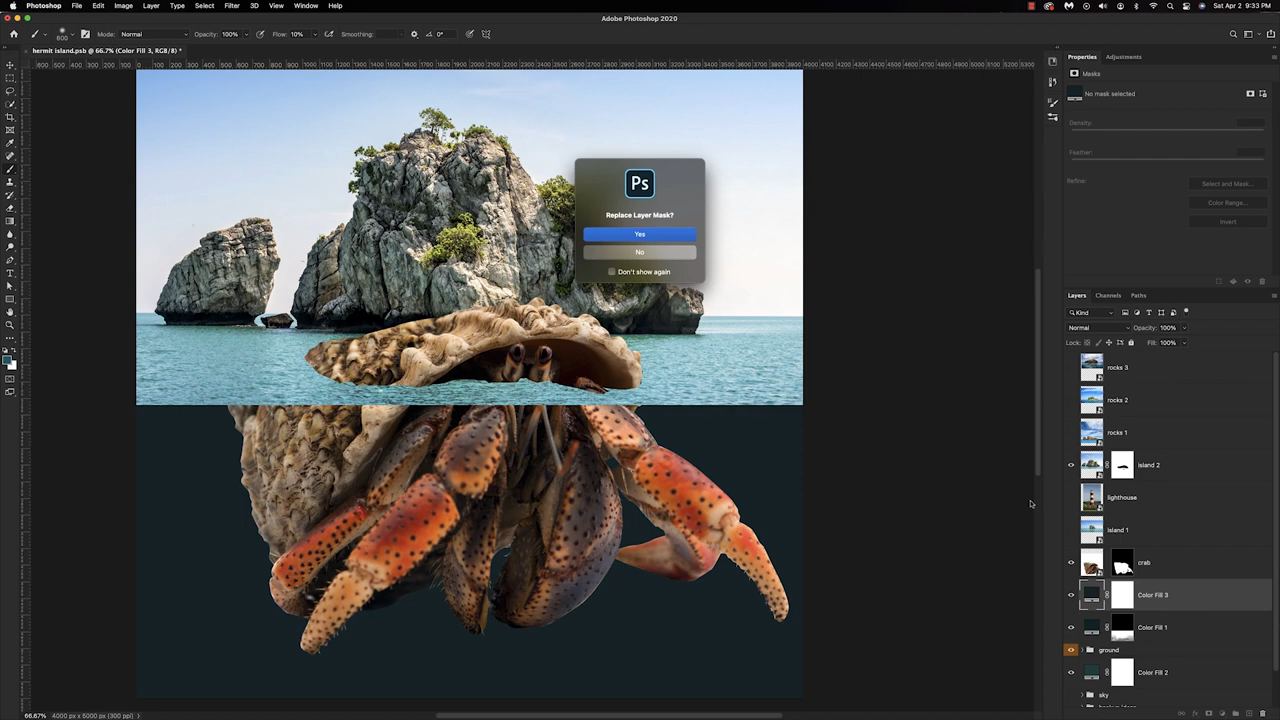 Photoshop File Edit Image Layer Type Select Filter 3D View Window Help
Sat Apr 2 9:33 PM
Adobe Photoshop 2020
600 Mode: Normal Opacity: 100% Flow: 10% Smoothing: 0°
hermit island.psb @ 66.7% (Color Fill 3, RGB/8) *
Properties Adjustments
Masks
No mask selected
Density:
Feather:
Refine: Select and Mask...
Color Range...
Invert
Ps
Replace Layer Mask?
Yes
No
Don't show again
Layers Channels Paths
Kind
Normal Opacity: 100%
Lock: Fill: 100%
rocks 3
rocks 2
rocks 1
island 2
lighthouse
island 1
crab
Color Fill 3
Color Fill 1
ground
Color Fill 2
sky
66.67% 4000 px x 5000 px (300 ppi)